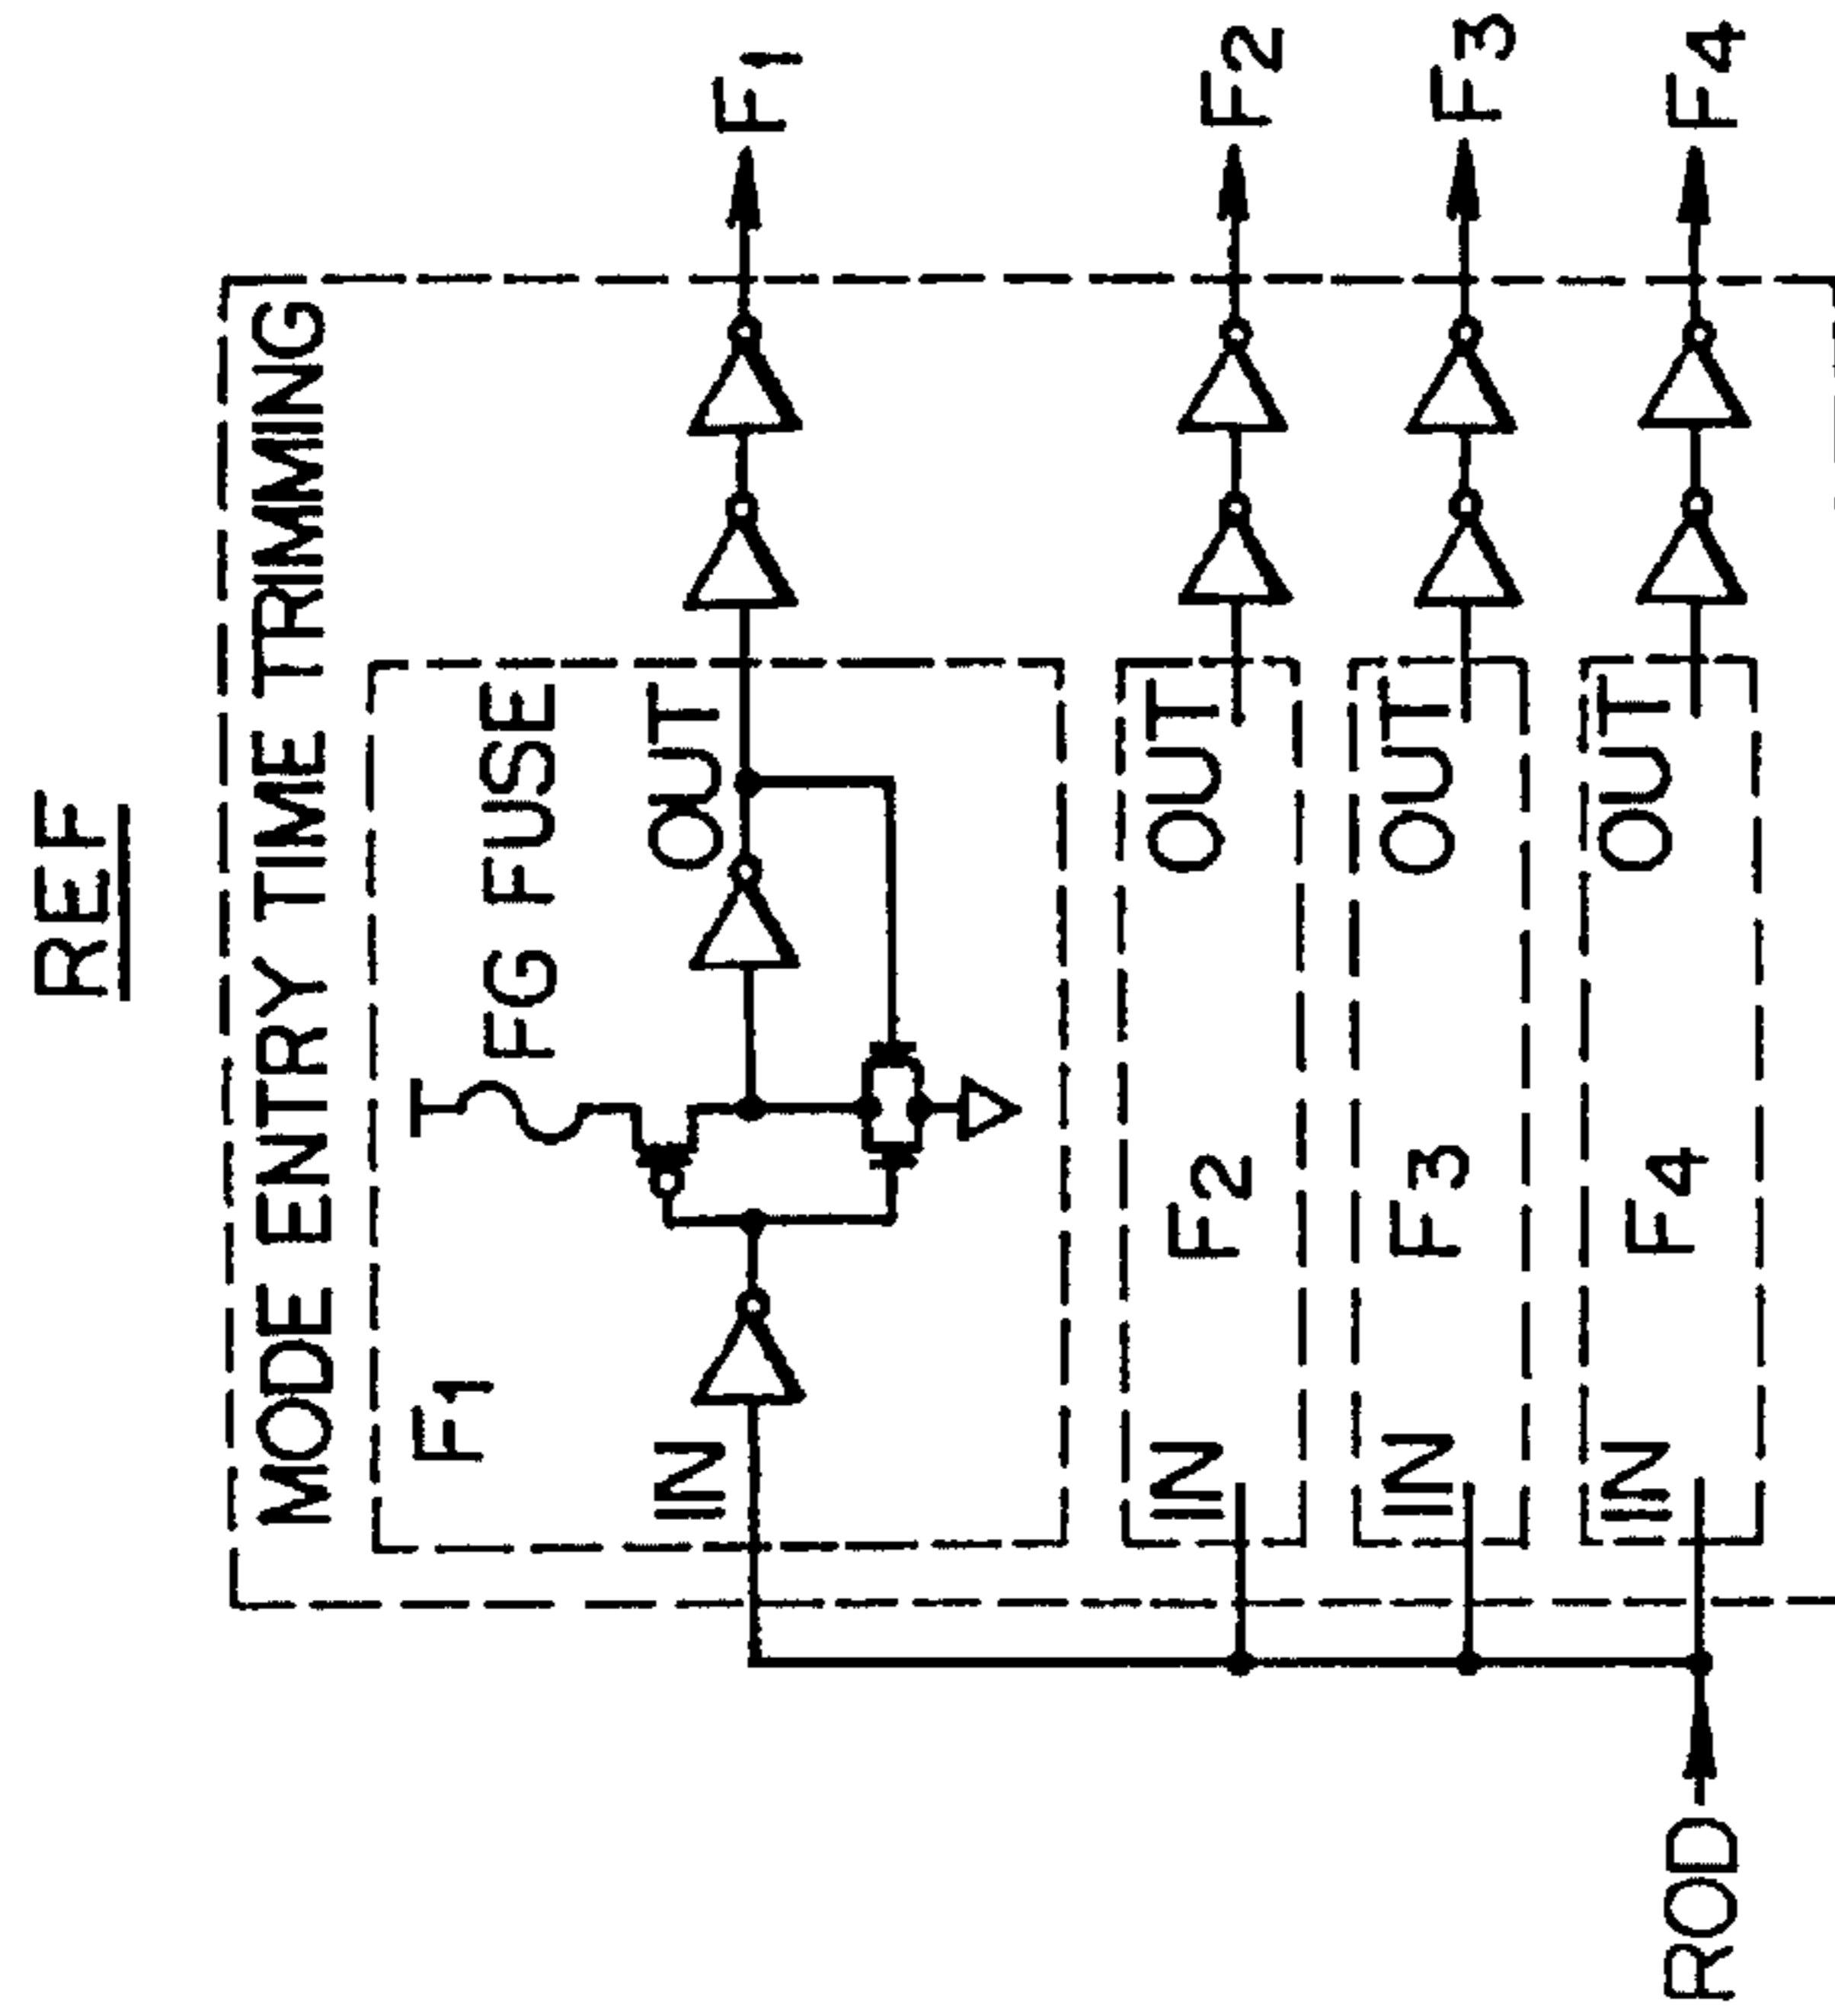 REF
MODE ENTRY TIME TRIMMING
F1
FG FUSE
IN
OUT
F1
IN
F2
OUT
F2
IN
F3
OUT
F3
IN
F4
OUT
F4
ROD